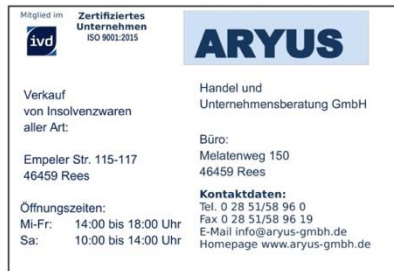 Mitglied im
ivd
Zertifiziertes
Unternehmen
ISO 9001:2015
ARYUS
Verkauf
von Insolvenzwaren
aller Art:
Empeler Str. 115-117
46459 Rees
Öffnungszeiten:
Mi-Fr: 14:00 bis 18:00 Uhr
Sa: 10:00 bis 14:00 Uhr
Handel und
Unternehmensberatung GmbH
Büro:
Melatenweg 150
46459 Rees
Kontaktdaten:
Tel. 0 28 51/58 96 0
Fax 0 28 51/58 96 19
E-Mail info@aryus-gmbh.de
Homepage www.aryus-gmbh.de